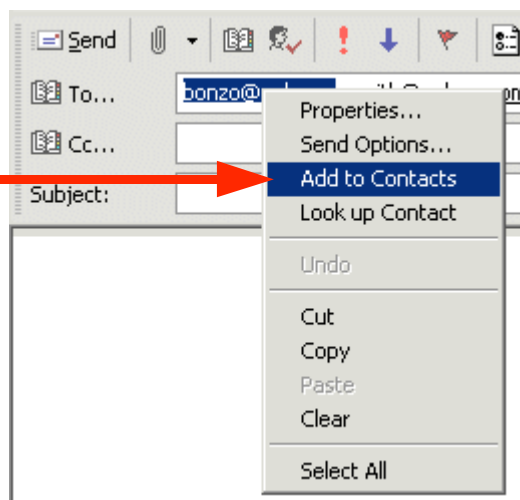 Send
To...
bonzo@
Cc...
Subject:
Properties...
Send Options...
Add to Contacts
Look up Contact
Undo
Cut
Copy
Paste
Clear
Select All